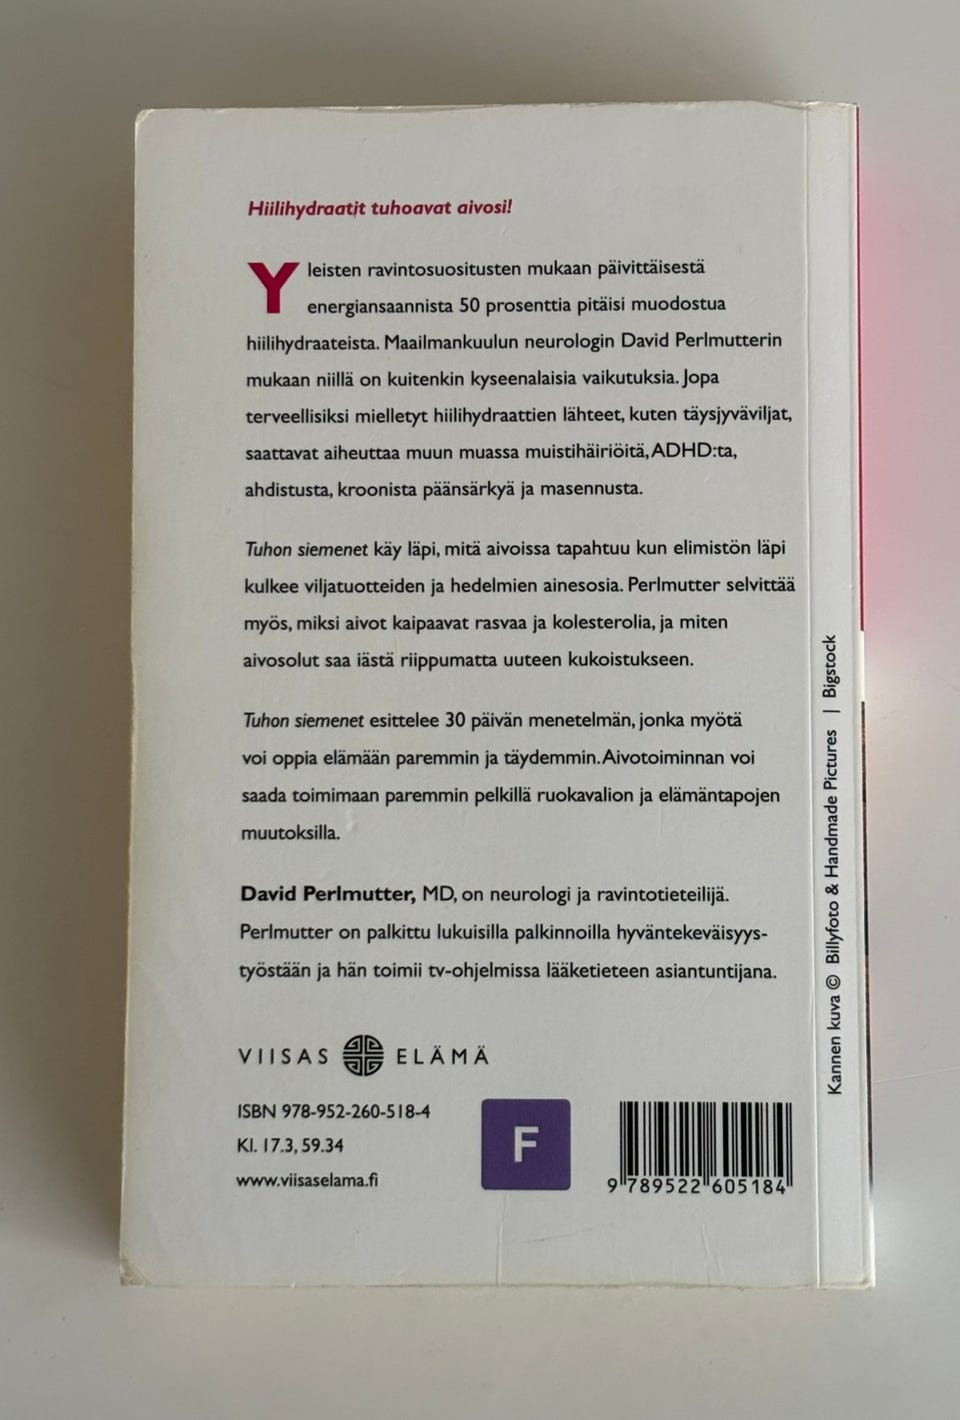 Hiilihydraatit tuhoavat aivosi!
Yleisten ravintosuositusten mukaan päivittäisestä
energiansaannista 50 prosenttia pitäisi muodostua
hiilihydraateista. Maailmankuulun neurologin David Perlmutterin
mukaan niillä on kuitenkin kyseenalaisia vaikutuksia. Jopa
terveellisiksi mielletyt hiilihydraattien lähteet, kuten täysjyväviljat,
saattavat aiheuttaa muun muassa muistihäiriöitä, ADHD:ta,
ahdistusta, kroonista päänsärkyä ja masennusta.
Tuhon siemenet käy läpi, mitä aivoissa tapahtuu kun elimistön läpi
kulkee viljatuotteiden ja hedelmien ainesosia. Perlmutter selvittää
myös, miksi aivot kaipaavat rasvaa ja kolesterolia, ja miten
aivosolut saa iästä riippumatta uuteen kukoistukseen.
Tuhon siemenet esittelee 30 päivän menetelmän, jonka myötä
voi oppia elämään paremmin ja täydemmin. Aivotoiminnan voi
saada toimimaan paremmin pelkillä ruokavalion ja elämäntapojen
muutoksilla.
David Perlmutter, MD, on neurologi ja ravintotieteilijä.
Perlmutter on palkittu lukuisilla palkinnoilla hyväntekeväisyys-
työstään ja hän toimii tv-ohjelmissa lääketieteen asiantuntijana.
VIISAS ELÄMÄ
ISBN 978-952-260-518-4
Kl. 17.3, 59.34
www.viisaselama.fi
F
9 789522 605184
Kannen kuva © Billyfoto & Handmade Pictures | Bigstock